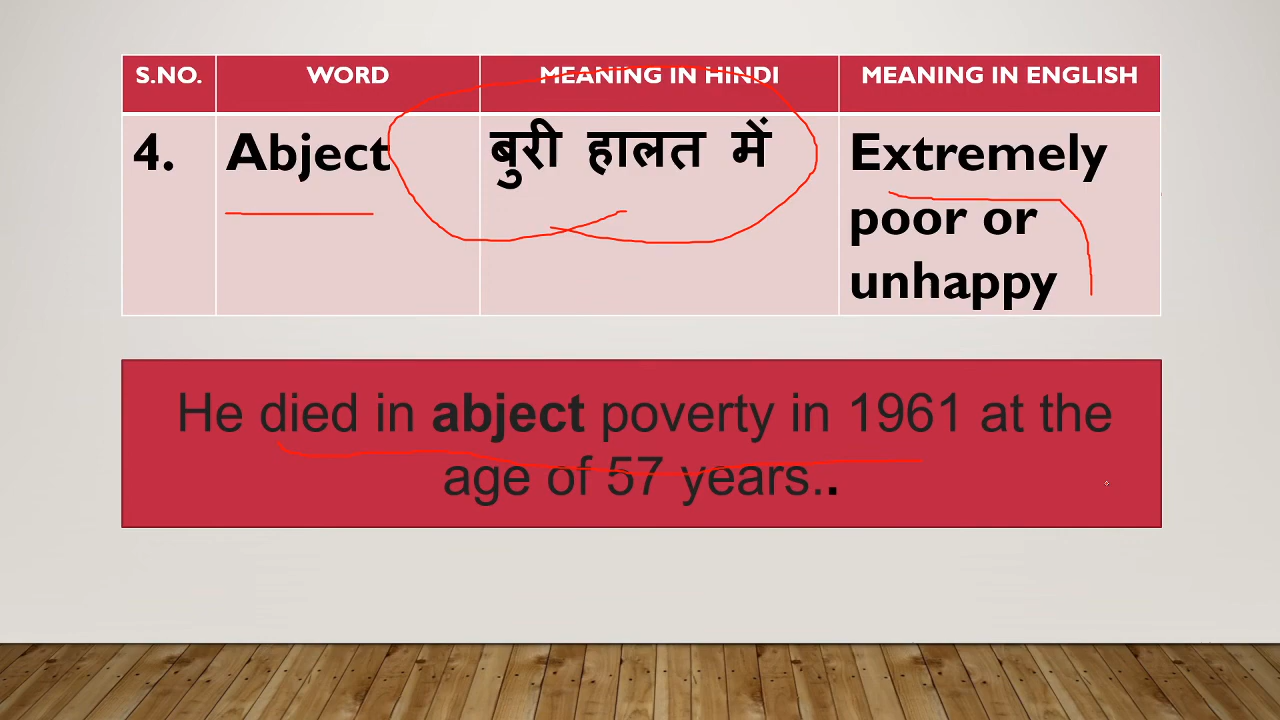 S.NO. WORD MEANING IN HINDI MEANING IN ENGLISH
4. Abject बुरी हालत में Extremely
poor or
unhappy
He died in abject poverty in 1961 at the
age of 57 years..